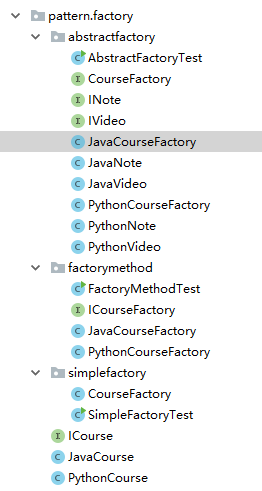 pattern.factory
abstractfactory
AbstractFactoryTest
CourseFactory
INote
IVideo
JavaCourseFactory
JavaNote
JavaVideo
PythonCourseFactory
PythonNote
PythonVideo
factorymethod
FactoryMethodTest
ICourseFactory
JavaCourseFactory
PythonCourseFactory
simplefactory
CourseFactory
SimpleFactoryTest
ICourse
JavaCourse
PythonCourse